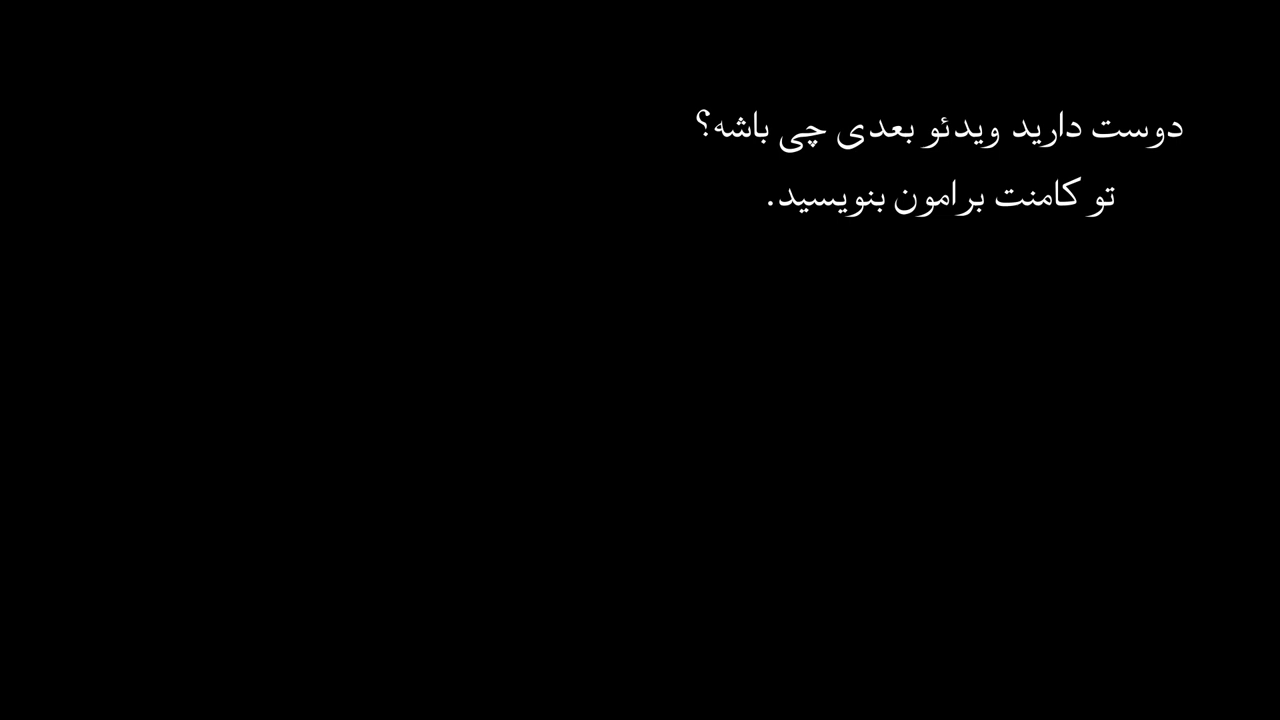 دوست دارید ویدئو بعدی چی باشه؟
تو کامنت برامون بنویسید.